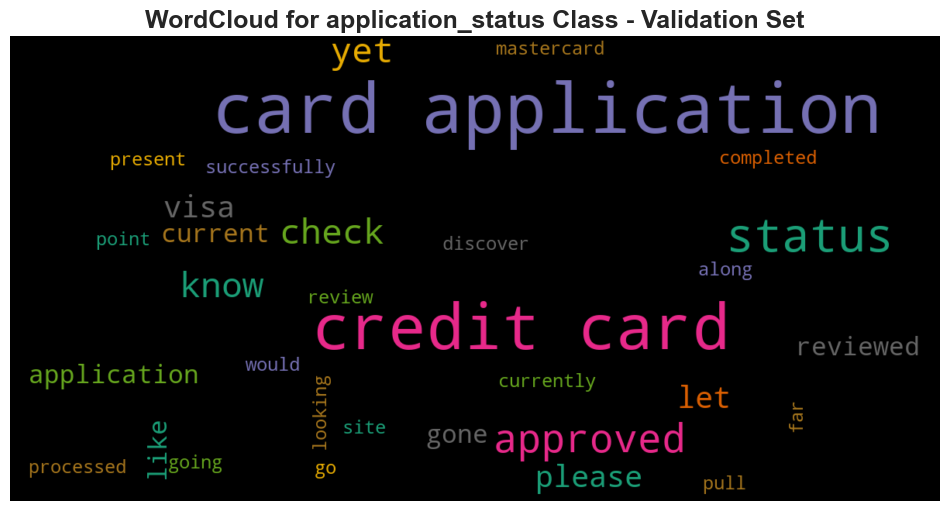 WordCloud for application_status Class - Validation Set
yet
mastercard
card application
present
successfully
completed
visa
point
current
check
discover
status
along
know
review
credit card
reviewed
application
would
currently
looking
let
far
like
site
gone
approved
processed
going
go
please
pull